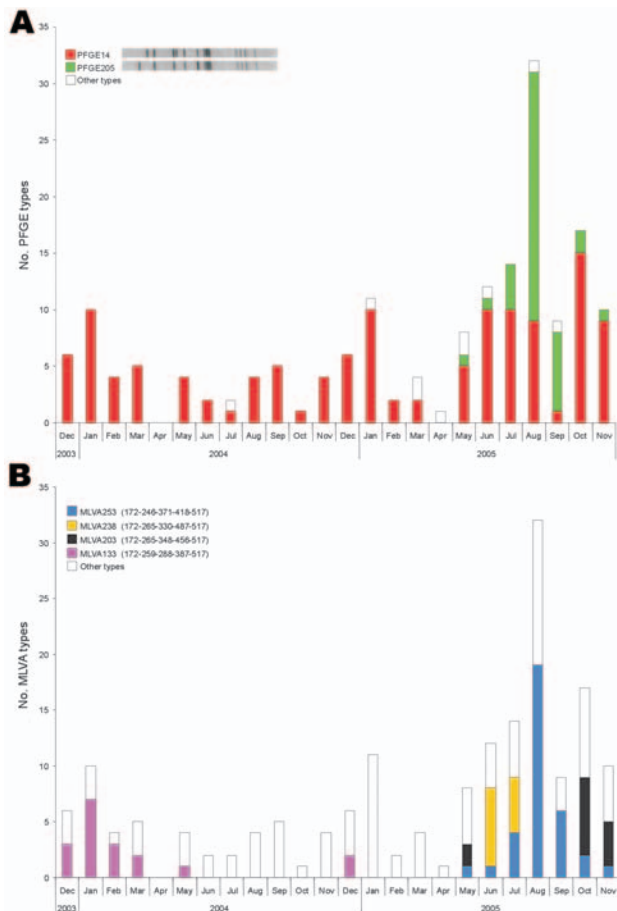 A
35
30
25
20
15
10
5
0
No. PFGE types
PFGE14
PFGE205
Other types
Dec Jan Feb Mar Apr May Jun Jul Aug Sep Oct Nov Dec Jan Feb Mar Apr May Jun Jul Aug Sep Oct Nov
2003 2004 2005
B
35
30
25
20
15
10
5
0
No. MLVA types
MLVA253 (172-246-371-418-517)
MLVA238 (172-265-330-487-517)
MLVA203 (172-265-348-456-517)
MLVA133 (172-259-288-387-517)
Other types
Dec Jan Feb Mar Apr May Jun Jul Aug Sep Oct Nov Dec Jan Feb Mar Apr May Jun Jul Aug Sep Oct Nov
2003 2004 2005